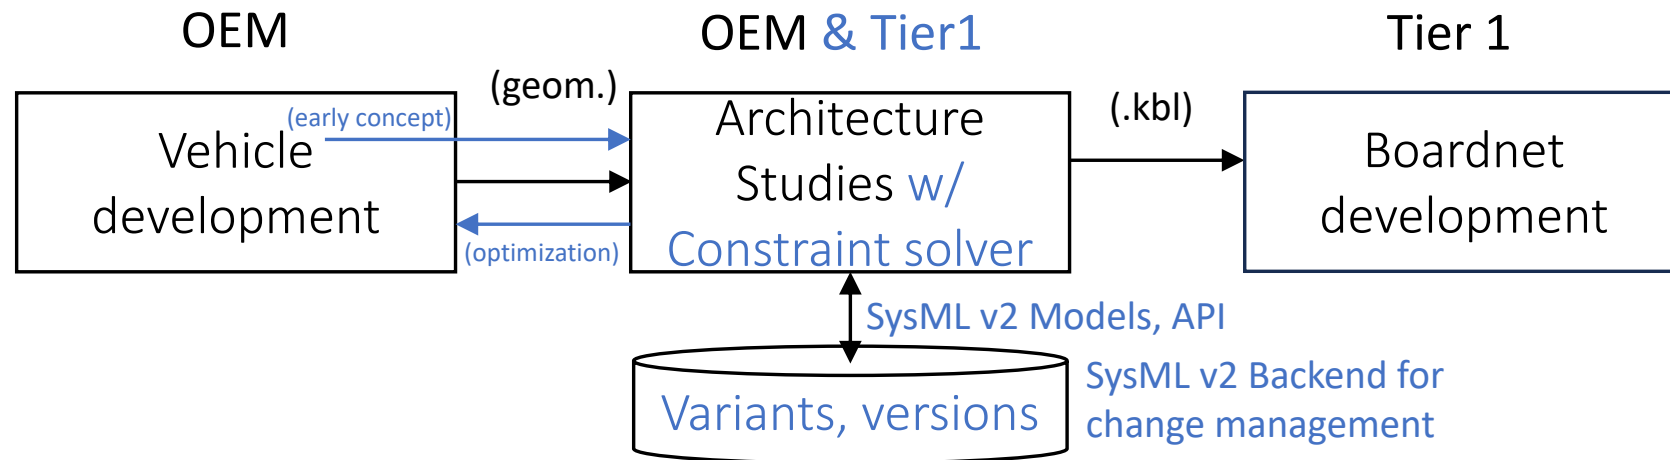 OEM
OEM & Tier1
Tier 1
(geom.)
(.kbl)
(early concept)
Vehicle
development
(optimization)
Architecture
Studies w/
Constraint solver
Boardnet
development
SysML v2 Models, API
Variants, versions
SysML v2 Backend for
change management